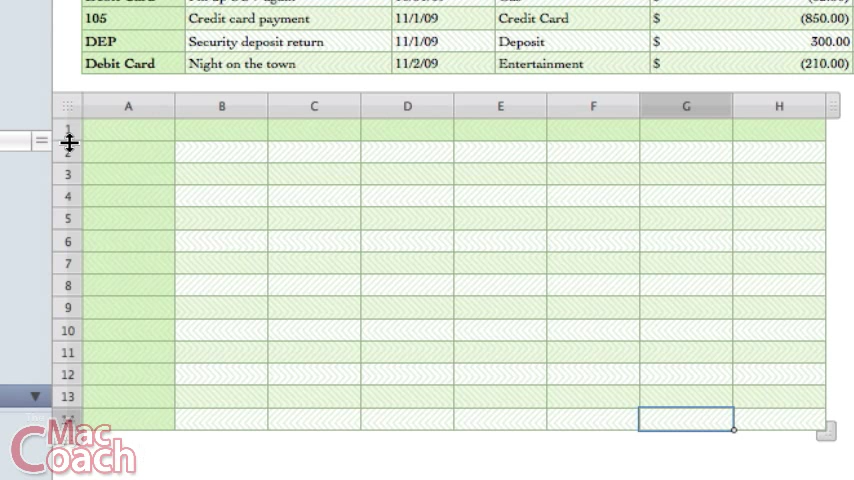 105 Credit card payment 11/1/09 Credit Card $ (850.00)
DEP Security deposit return 11/1/09 Deposit $ 300.00
Debit Card Night on the town 11/2/09 Entertainment $ (210.00)
A B C D E F G H
1
2
3
4
5
6
7
8
9
10
11
12
13
14
Mac
Coach